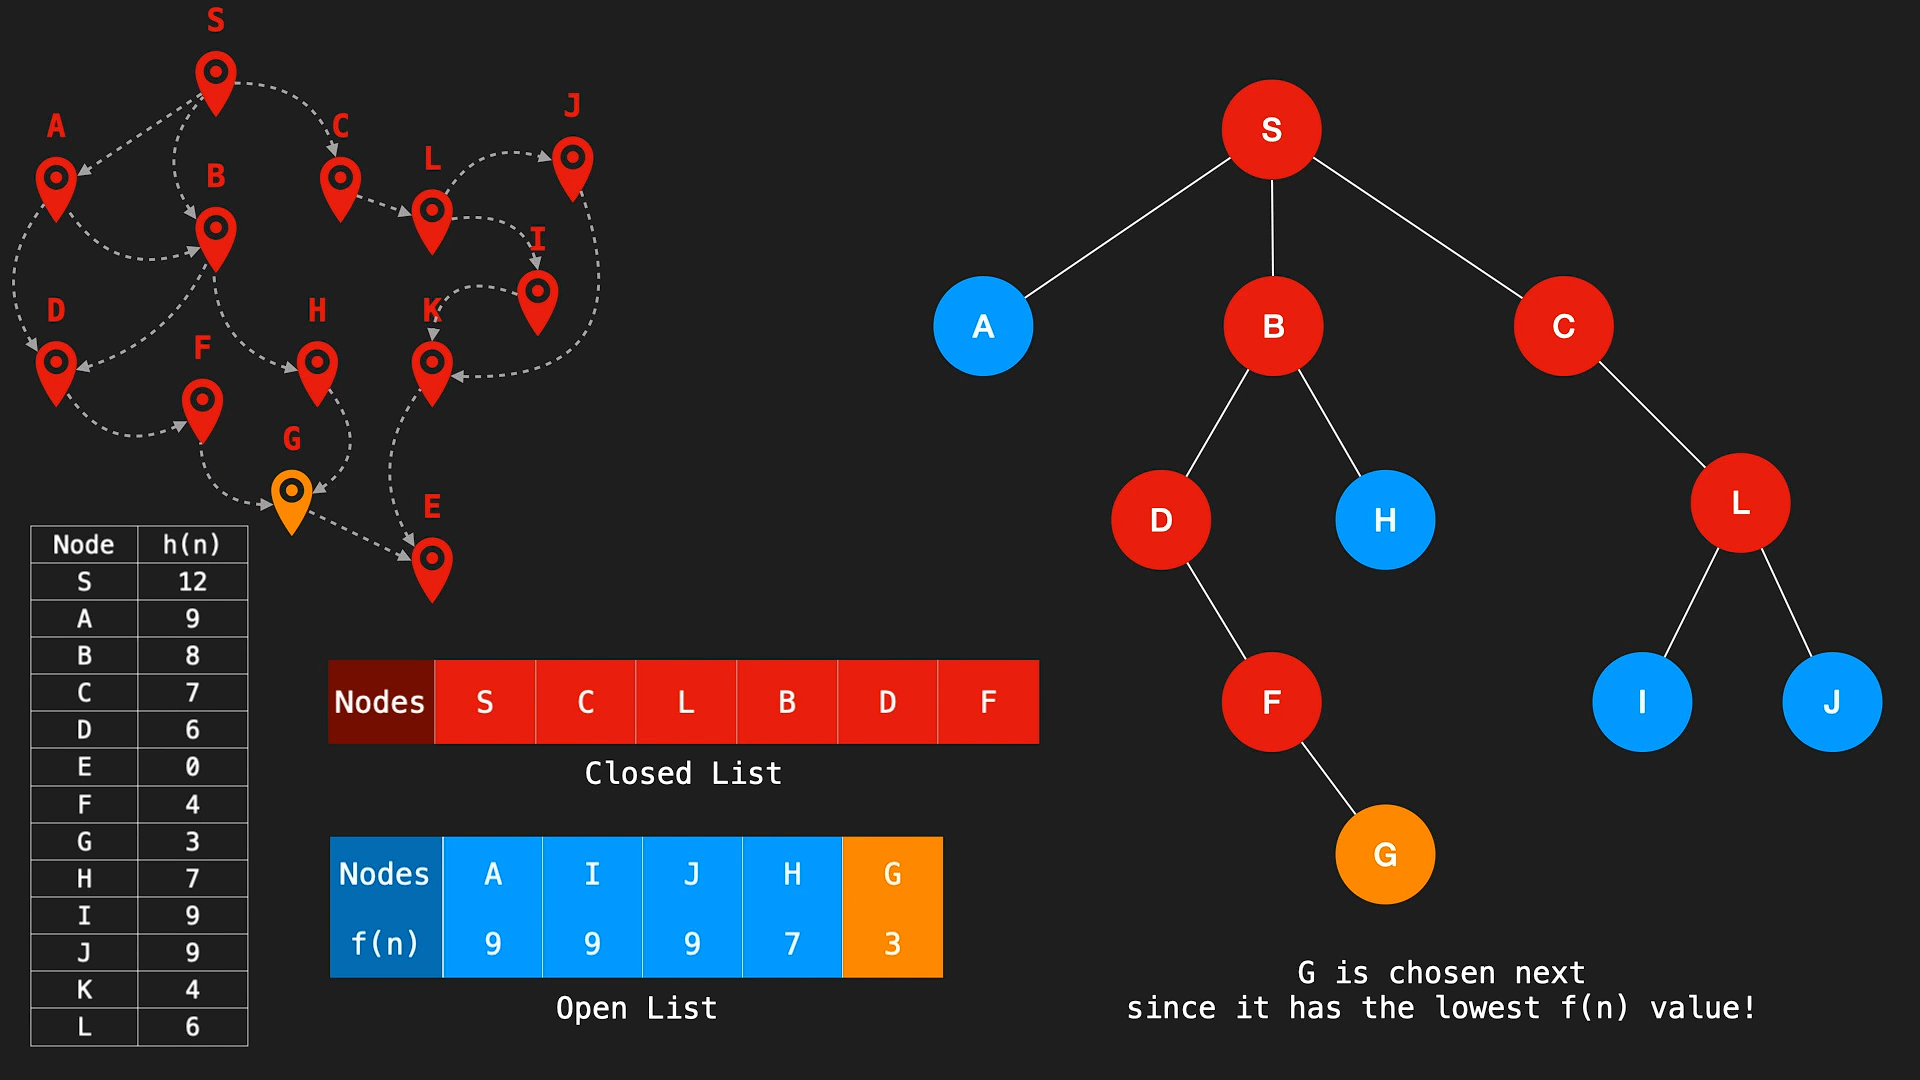 S
A
C
J
L
B
I
D
H
K
F
G
E
Node h(n)
S 12
A 9
B 8
C 7
D 6
E 0
F 4
G 3
H 7
I 9
J 9
K 4
L 6
Nodes S C L B D F
Closed List
Nodes A I J H G
f(n) 9 9 9 7 3
Open List
S
A B C
D H L
F I J
G
G is chosen next
since it has the lowest f(n) value!